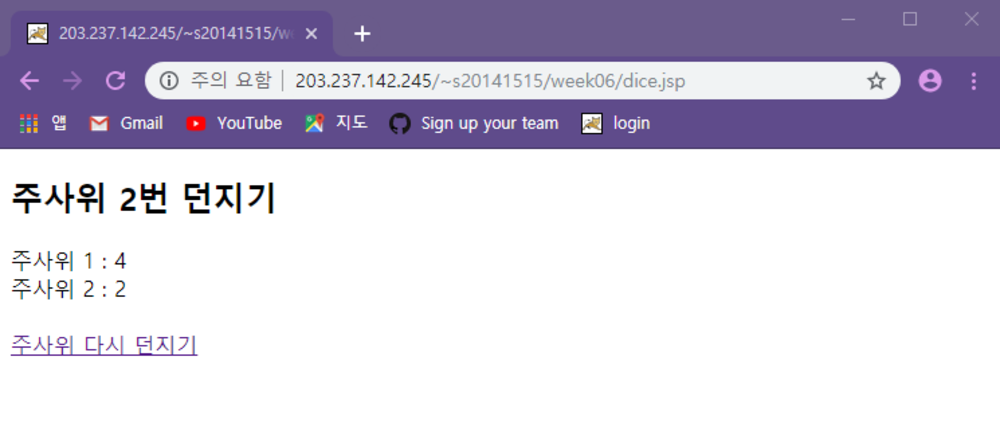 203.237.142.245/~s20141515/we
주의 요함 | 203.237.142.245/~s20141515/week06/dice.jsp
앱 Gmail YouTube 지도 Sign up your team login
주사위 2번 던지기
주사위 1 : 4
주사위 2 : 2
주사위 다시 던지기